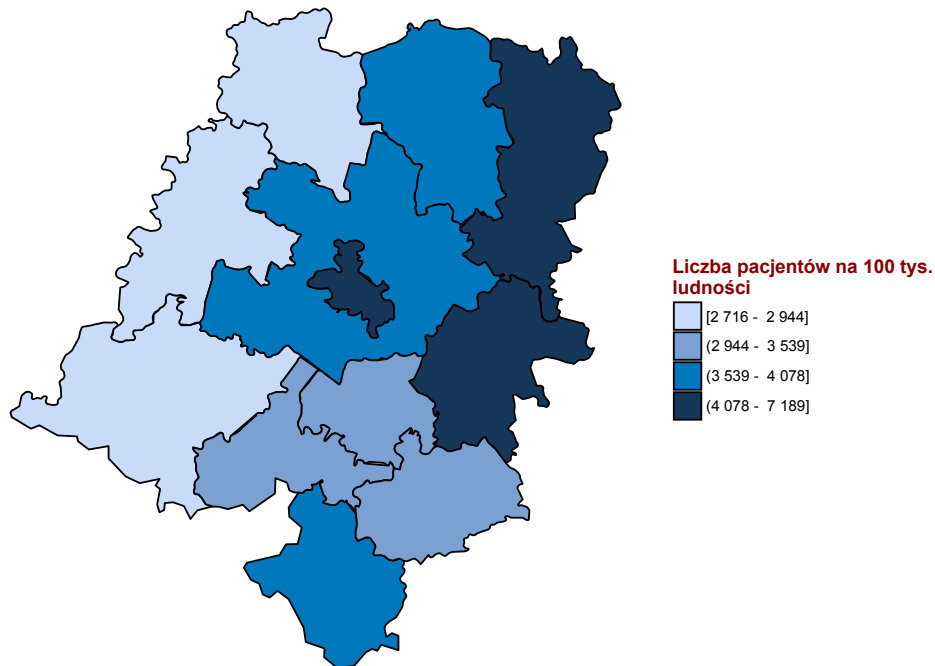 Liczba pacjentów na 100 tys.
ludności
[2 716 - 2 944]
(2 944 - 3 539]
(3 539 - 4 078]
(4 078 - 7 189]